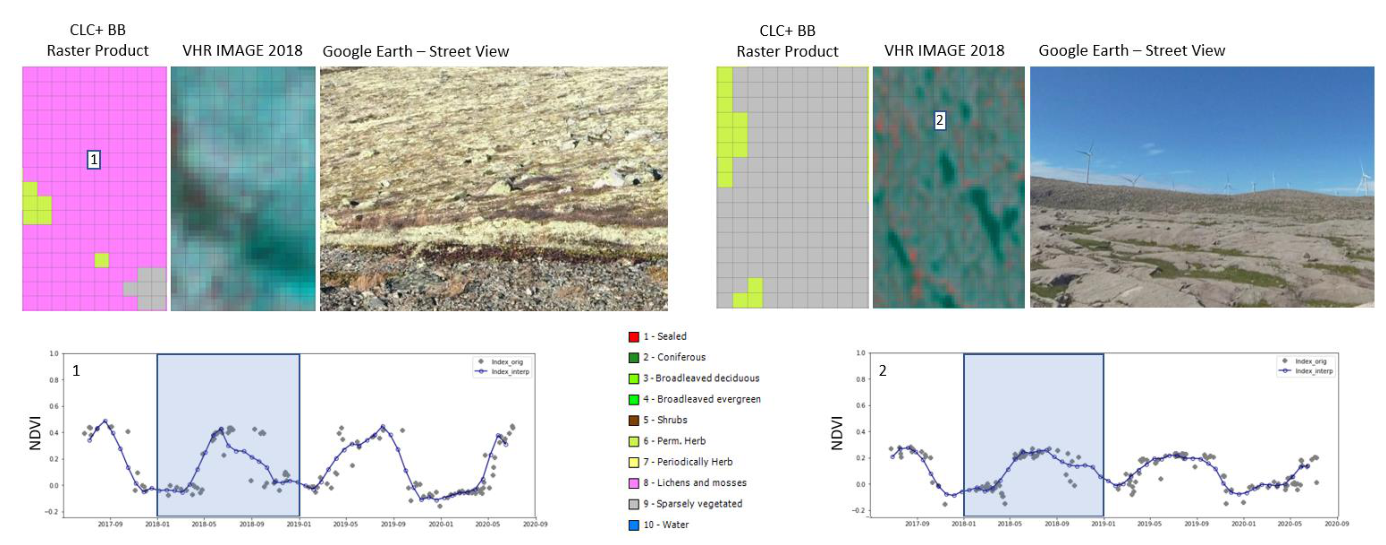 CLC+ BB
Raster Product
VHR IMAGE 2018
Google Earth – Street View
CLC+ BB
Raster Product
VHR IMAGE 2018
Google Earth – Street View
1
2
1 - Sealed
2 - Coniferous
3 - Broadleaved deciduous
4 - Broadleaved evergreen
5 - Shrubs
6 - Perm. Herb
7 - Periodically Herb
8 - Lichens and mosses
9 - Sparsely vegetated
10 - Water
1
NDVI
1.0
0.8
0.6
0.4
0.2
0.0
−0.2
Index_orig
Index_interp
2017-09
2018-01
2018-05
2018-09
2019-01
2019-05
2019-09
2020-01
2020-05
2020-09
2
NDVI
1.0
0.8
0.6
0.4
0.2
0.0
−0.2
Index_orig
Index_interp
2017-09
2018-01
2018-05
2018-09
2019-01
2019-05
2019-09
2020-01
2020-05
2020-09